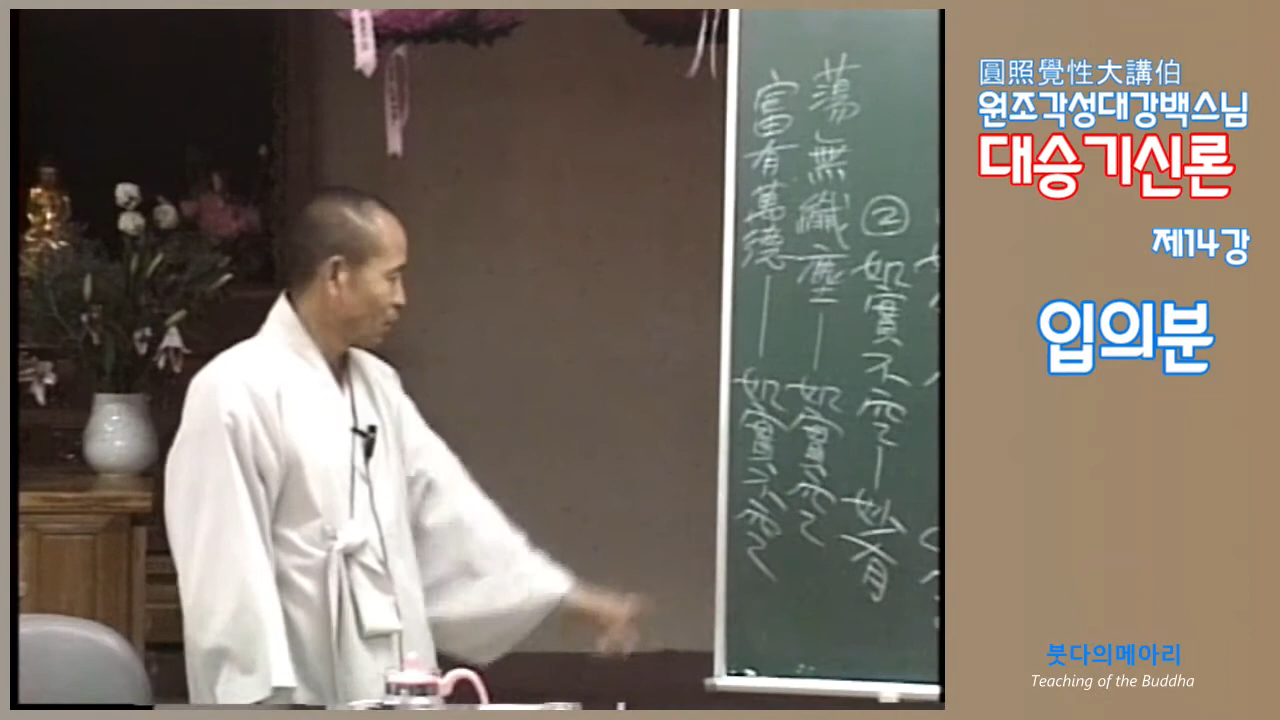 ② 如實不空 — 妙有
蕩無纖塵 — 如實空
富有萬德 — 如實不空
圓照覺性大講伯
원조각성대강백스님
대승기신론
제14강
입의분
붓다의메아리
Teaching of the Buddha